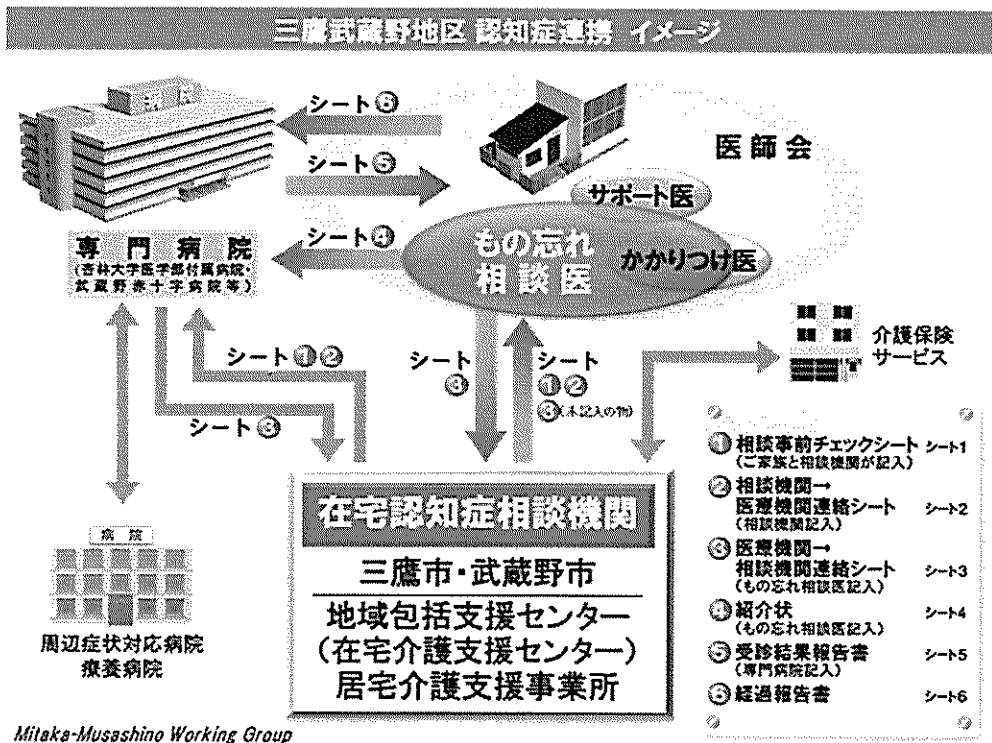 三鷹武蔵野地区 認知症連携 イメージ
病院
シート⑥
シート⑤
医師会
サポート医
もの忘れ
相談医
かかりつけ医
シート④
専門病院
(杏林大学医学部付属病院・
武蔵野赤十字病院等)
シート①②
シート③
シート
③
シート
①②
③(未記入の物)
介護保険
サービス
病院
周辺症状対応病院
療養病院
在宅認知症相談機関
三鷹市・武蔵野市
地域包括支援センター
(在宅介護支援センター)
居宅介護支援事業所
①相談事前チェックシート シート1
(ご家族と相談機関が記入)
②相談機関→
医療機関連絡シート シート2
(相談機関記入)
③医療機関→
相談機関連絡シート シート3
(もの忘れ相談医記入)
④紹介状 シート4
(もの忘れ相談医記入)
⑤受診結果報告書 シート5
(専門病院記入)
⑥経過報告書 シート6
Mitaka-Musashino Working Group